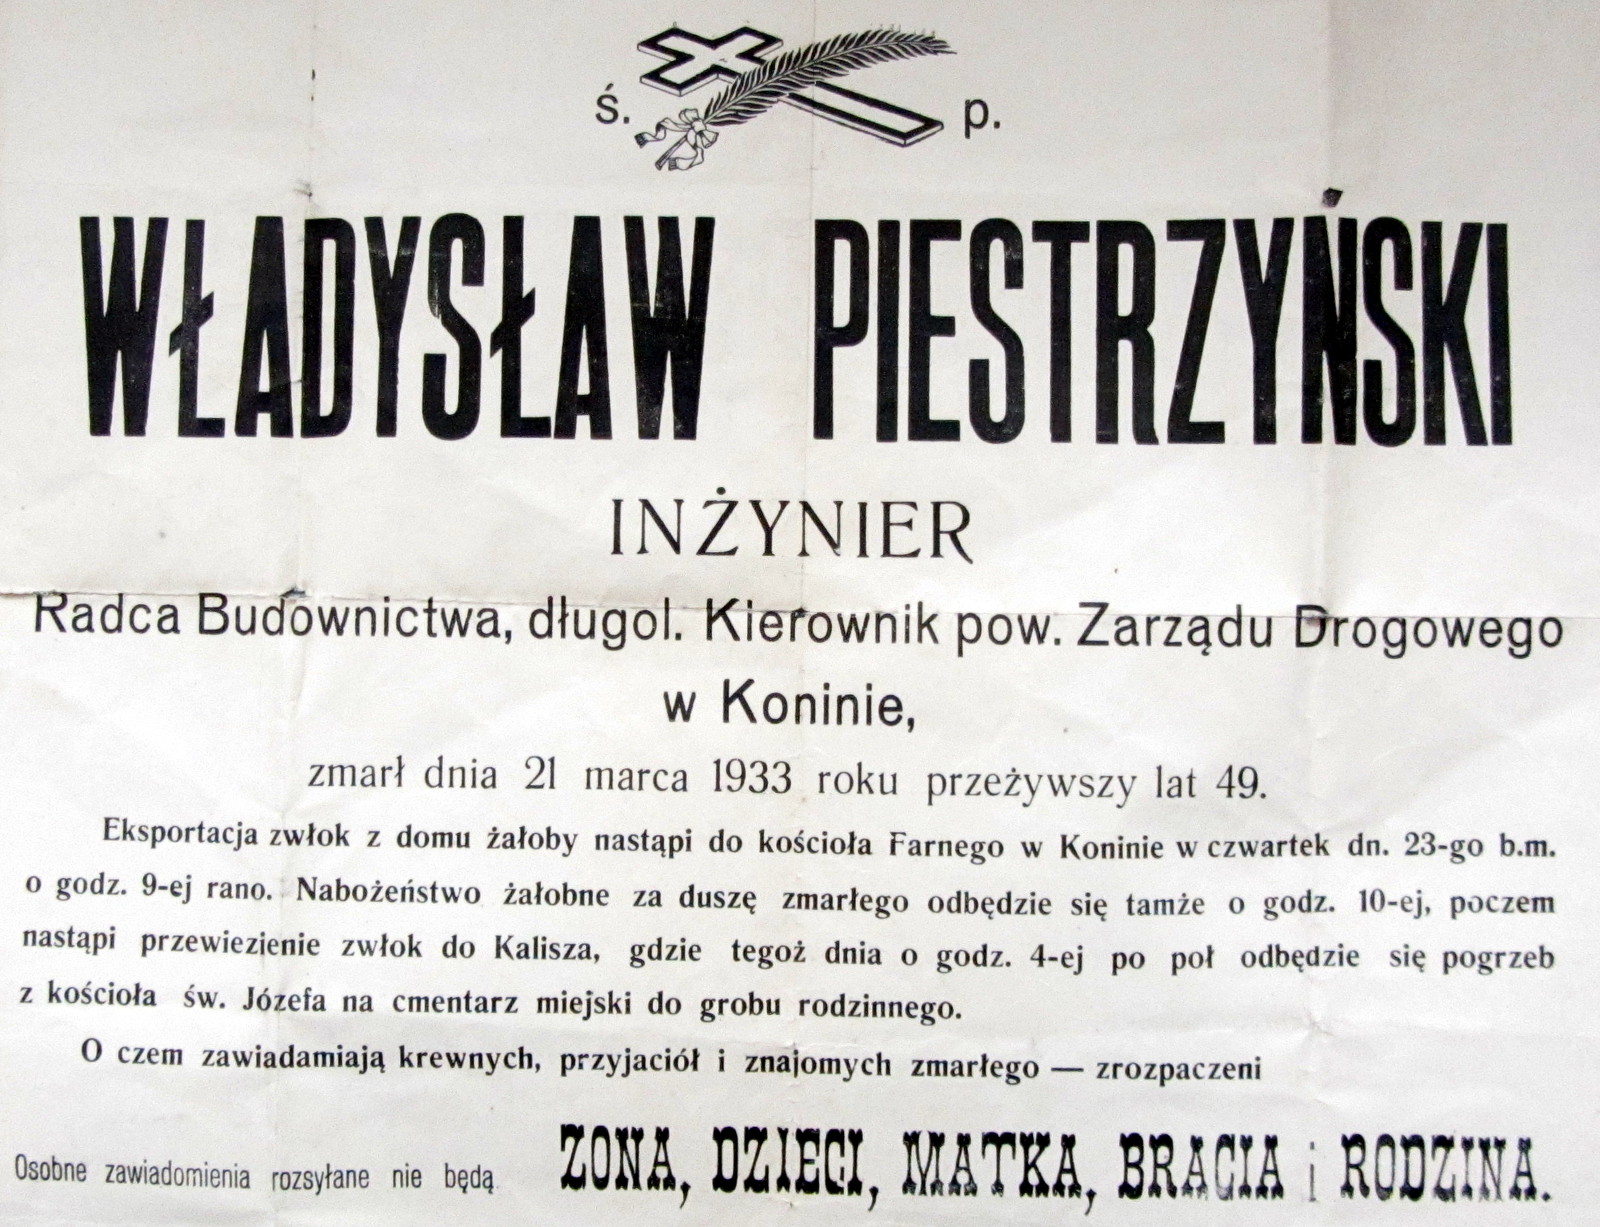 ś. p.
WŁADYSŁAW PIESTRZYŃSKI
INŻYNIER
Radca Budownictwa, długol. Kierownik pow. Zarządu Drogowego
w Koninie,
zmarł dnia 21 marca 1933 roku przeżywszy lat 49.
Eksportacja zwłok z domu żałoby nastąpi do kościoła Farnego w Koninie w czwartek dn. 23-go b.m.
o godz. 9-ej rano. Nabożeństwo żałobne za duszę zmarłego odbędzie się tamże o godz. 10-ej, poczem
nastąpi przewiezienie zwłok do Kalisza, gdzie tegoż dnia o godz. 4-ej po poł odbędzie się pogrzeb
z kościoła św. Józefa na cmentarz miejski do grobu rodzinnego.
O czem zawiadamiają krewnych, przyjaciół i znajomych zmarłego — zrozpaczeni
ZONA, DZIECI, MATKA, BRACIA i RODZINA.
Osobne zawiadomienia rozsyłane nie będą